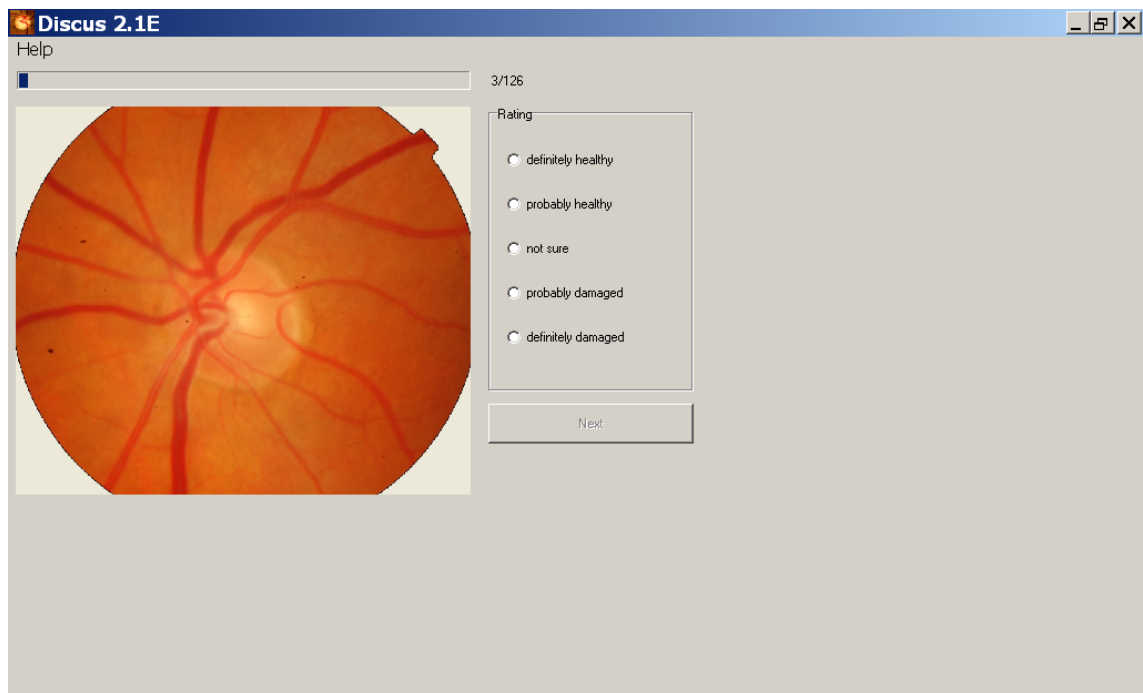 Discus 2.1E
Help
3/126
Rating
definitely healthy
probably healthy
not sure
probably damaged
definitely damaged
Next